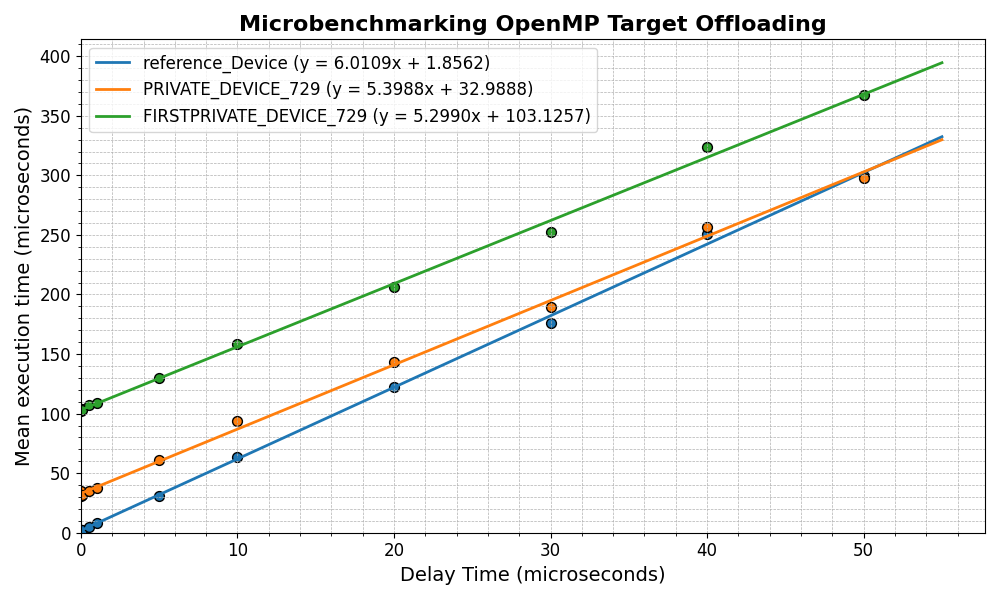 Microbenchmarking OpenMP Target Offloading
reference_Device (y = 6.0109x + 1.8562)
PRIVATE_DEVICE_729 (y = 5.3988x + 32.9888)
FIRSTPRIVATE_DEVICE_729 (y = 5.2990x + 103.1257)
Mean execution time (microseconds)
400
350
300
250
200
150
100
50
0
0 10 20 30 40 50
Delay Time (microseconds)